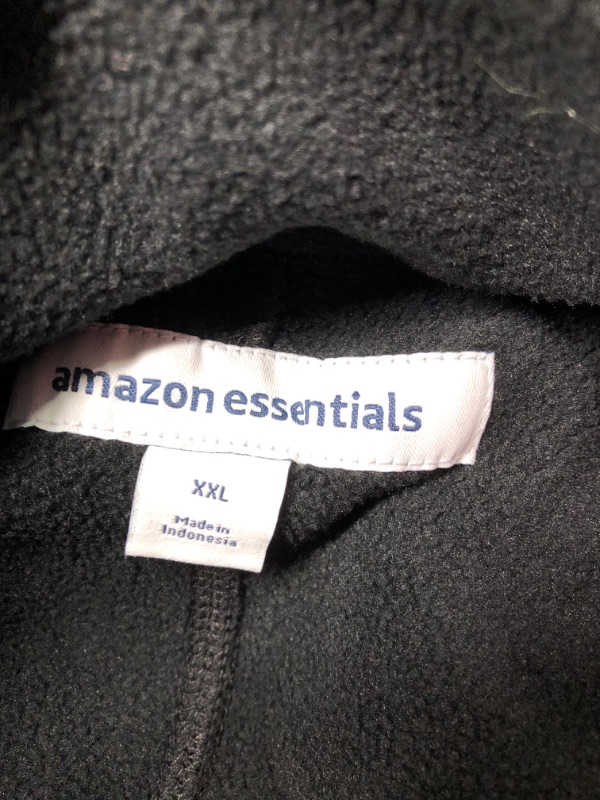 amazon essentials
XXL
Made in
Indonesia